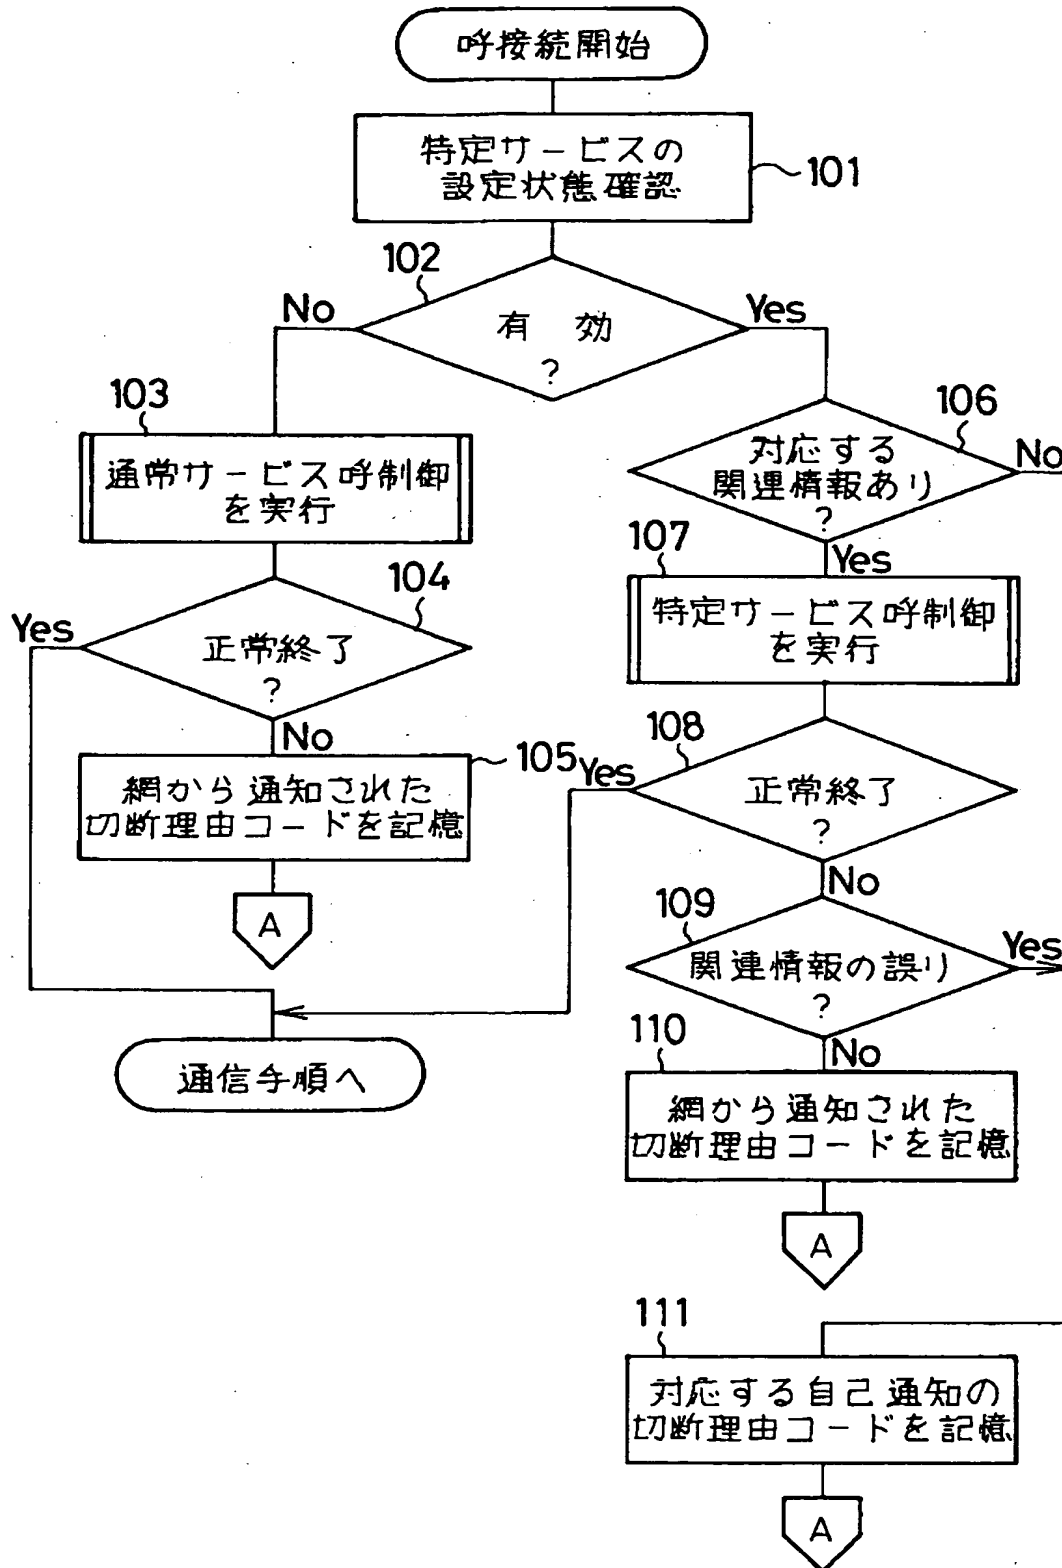 呼接続開始
特定サービスの
設定状態確認
101
102
No
Yes
有 効
?
103
通常サービス呼制御
を実行
106
対応する
関連情報あり
?
No
Yes
104
Yes
正常終了
?
No
107
特定サービス呼制御
を実行
105
網から通知された
切断理由コードを記憶
A
108
Yes
正常終了
?
No
109
関連情報の誤り
?
Yes
No
通信手順へ
110
網から通知された
切断理由コードを記憶
A
111
対応する自己通知の
切断理由コードを記憶
A